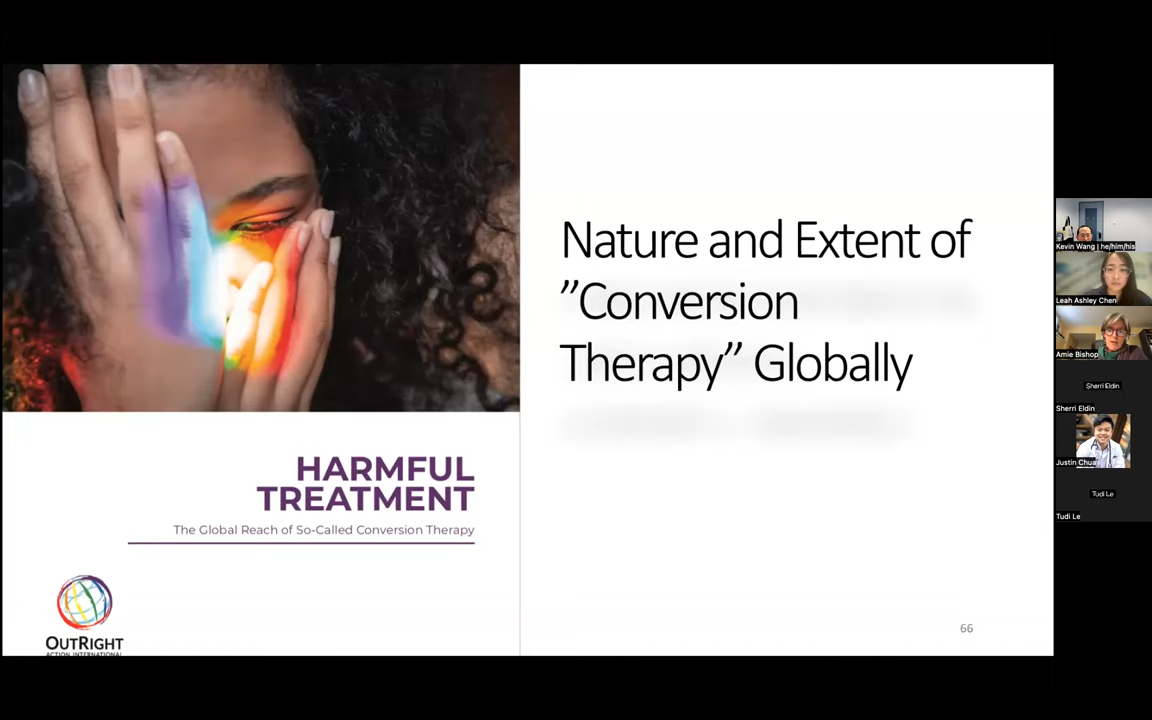 HARMFUL
TREATMENT
The Global Reach of So-Called Conversion Therapy
OUTRIGHT
ACTION INTERNATIONAL
Nature and Extent of
”Conversion
Therapy” Globally
66
Kevin Wang | he/him/his
Leah Ashley Chen
Amie Bishop
Sherri Eldin
Sherri Eldin
Justin Chua
Tudi Le
Tudi Le